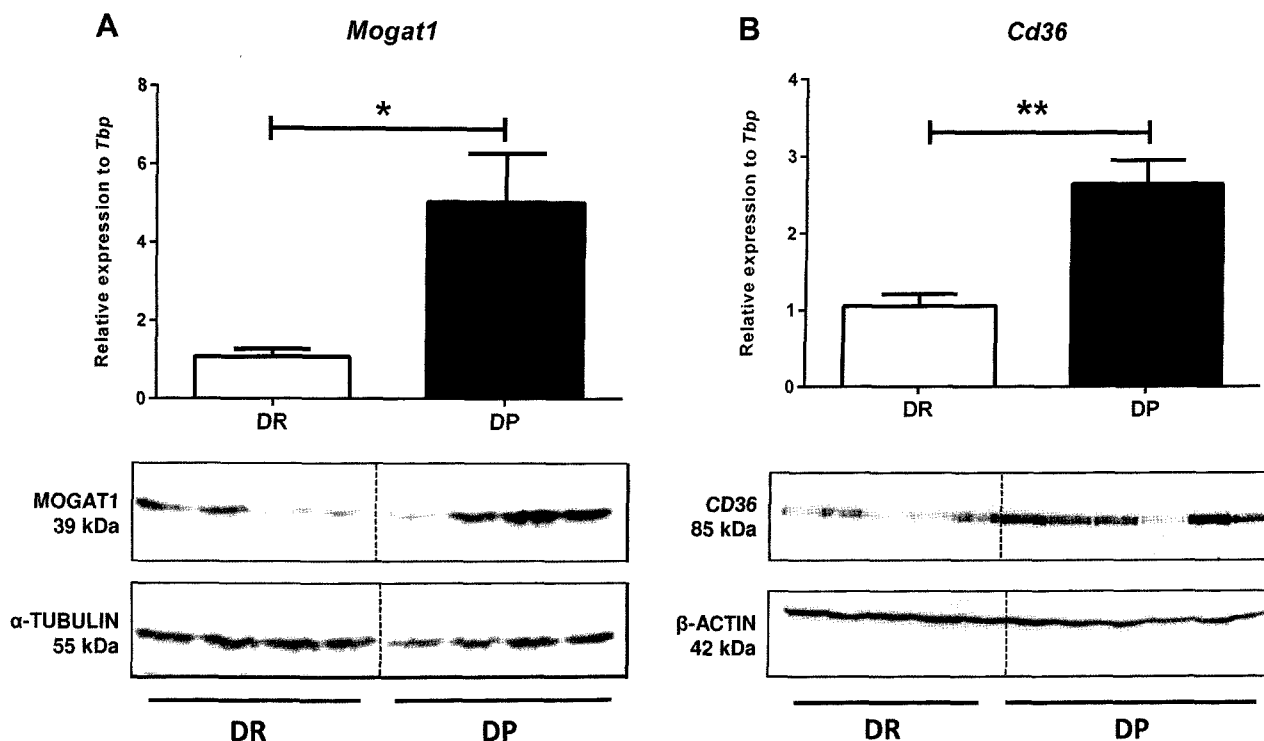 A
Mogat1
Relative expression to Tbp
8
6
4
2
0
*
DR
DP
MOGAT1
39 kDa
α-TUBULIN
55 kDa
DR
DP
B
Cd36
Relative expression to Tbp
4
3
2
1
0
**
DR
DP
CD36
85 kDa
β-ACTIN
42 kDa
DR
DP